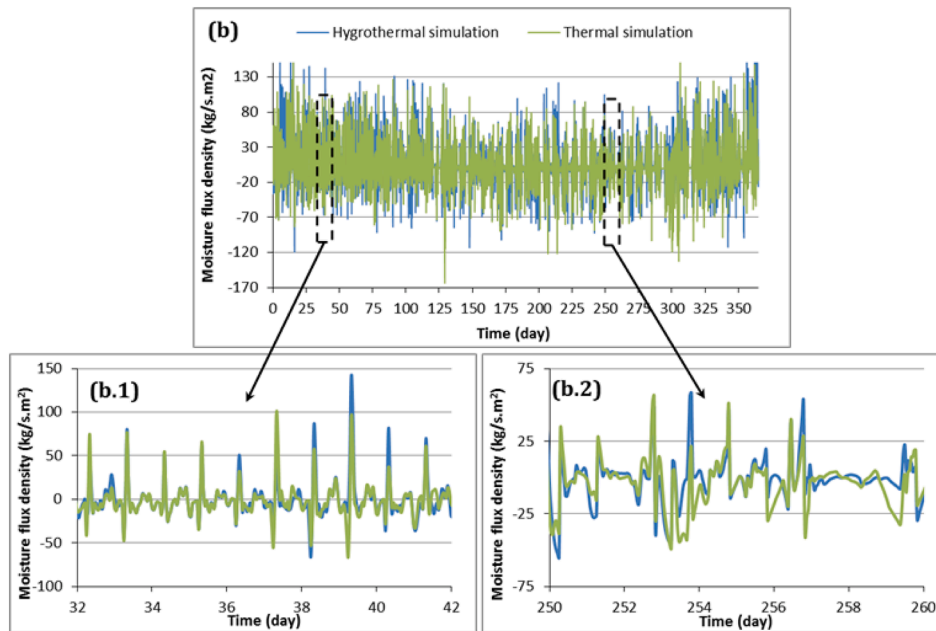 (b)
Hygrothermal simulation
Thermal simulation
Moisture flux density (kg/s.m2)
130
80
30
-20
-70
-120
-170
0 25 50 75 100 125 150 175 200 225 250 275 300 325 350
Time (day)
(b.1)
Moisture flux density (kg/s.m²)
150
100
50
0
-50
-100
32 34 36 38 40 42
Time (day)
(b.2)
Moisture flux density (kg/s.m²)
75
25
-25
-75
250 252 254 256 258 260
Time (day)